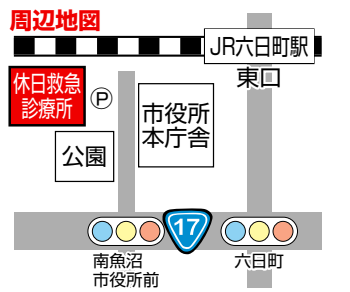 周辺地図
JR六日町駅
東口
休日救急
診療所
P
市役所
本庁舎
公園
17
南魚沼
市役所前
六日町